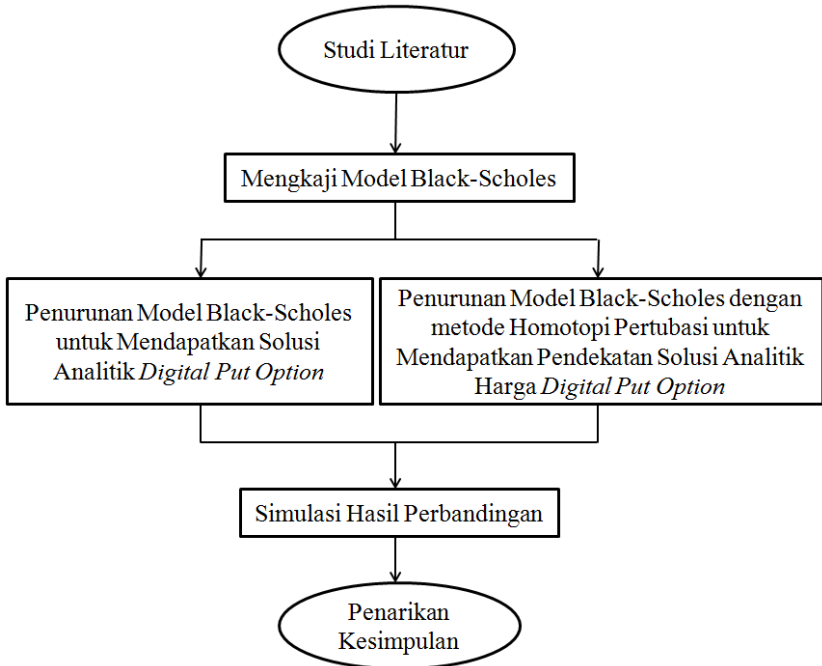 Studi Literatur
Mengkaji Model Black-Scholes
Penurunan Model Black-Scholes
untuk Mendapatkan Solusi
Analitik Digital Put Option
Penurunan Model Black-Scholes dengan
metode Homotopi Pertubasi untuk
Mendapatkan Pendekatan Solusi Analitik
Harga Digital Put Option
Simulasi Hasil Perbandingan
Penarikan
Kesimpulan